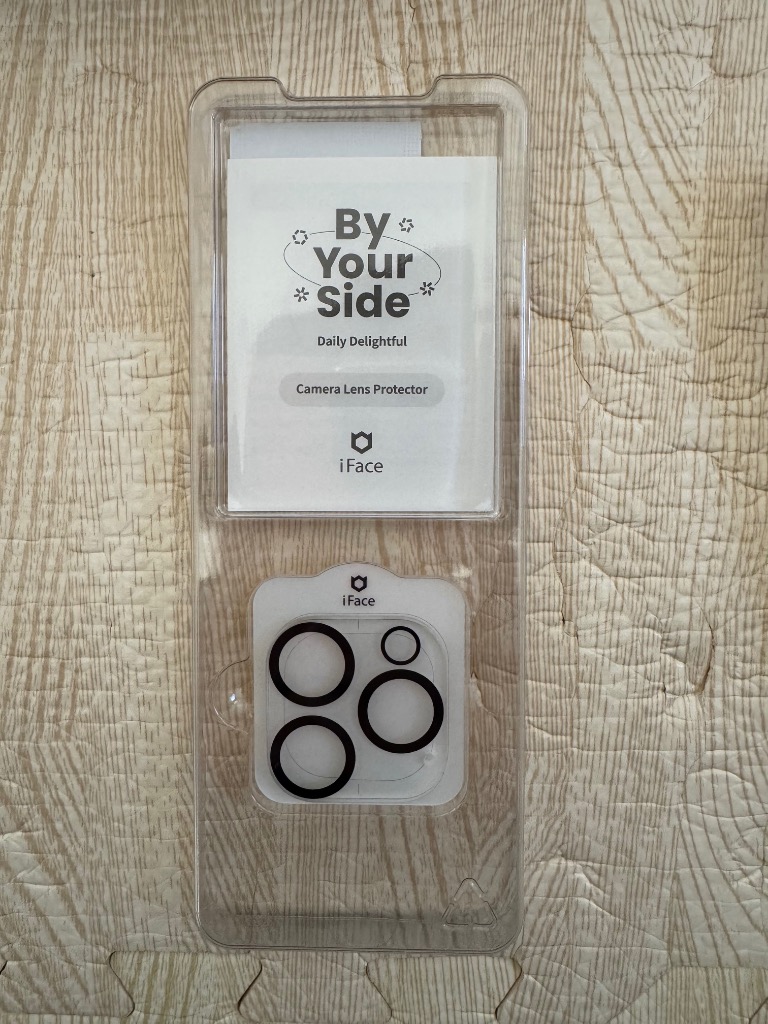 By
Your
Side
Daily Delightful
Camera Lens Protector
iFace
iFace